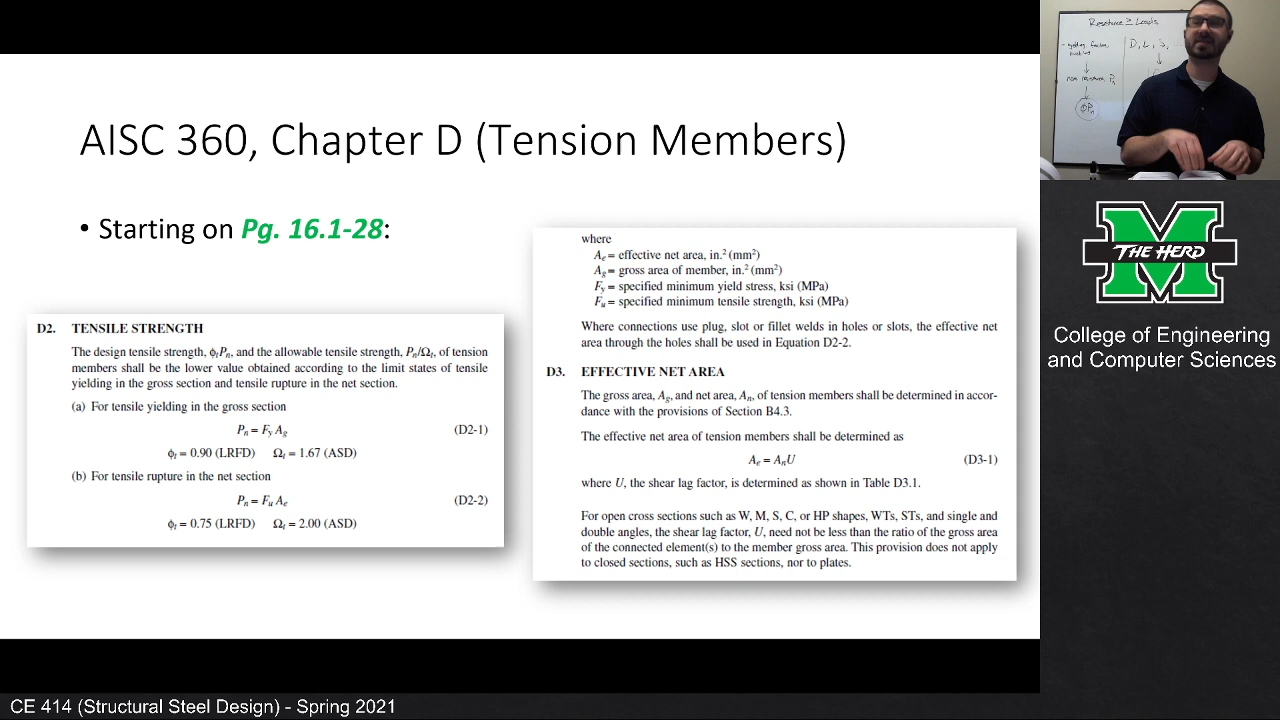 AISC 360, Chapter D (Tension Members)
• Starting on Pg. 16.1-28:
D2. TENSILE STRENGTH
The design tensile strength, ϕₜPₙ, and the allowable tensile strength, Pₙ/Ωₜ, of tension
members shall be the lower value obtained according to the limit states of tensile
yielding in the gross section and tensile rupture in the net section.
(a) For tensile yielding in the gross section
Pₙ = FyAg (D2-1)
ϕₜ = 0.90 (LRFD) Ωₜ = 1.67 (ASD)
(b) For tensile rupture in the net section
Pₙ = FᵤAₑ (D2-2)
ϕₜ = 0.75 (LRFD) Ωₜ = 2.00 (ASD)
where
Aₑ = effective net area, in.² (mm²)
Ag = gross area of member, in.² (mm²)
Fy = specified minimum yield stress, ksi (MPa)
Fᵤ = specified minimum tensile strength, ksi (MPa)
Where connections use plug, slot or fillet welds in holes or slots, the effective net
area through the holes shall be used in Equation D2-2.
D3. EFFECTIVE NET AREA
The gross area, Ag, and net area, Aₙ, of tension members shall be determined in accor-
dance with the provisions of Section B4.3.
The effective net area of tension members shall be determined as
Aₑ = AₙU (D3-1)
where U, the shear lag factor, is determined as shown in Table D3.1.
For open cross sections such as W, M, S, C, or HP shapes, WTs, STs, and single and
double angles, the shear lag factor, U, need not be less than the ratio of the gross area
of the connected element(s) to the member gross area. This provision does not apply
to closed sections, such as HSS sections, nor to plates.
Resistance ≥ Loads
D, L, S,
ϕPₙ
THE HERD
College of Engineering
and Computer Sciences
CE 414 (Structural Steel Design) - Spring 2021